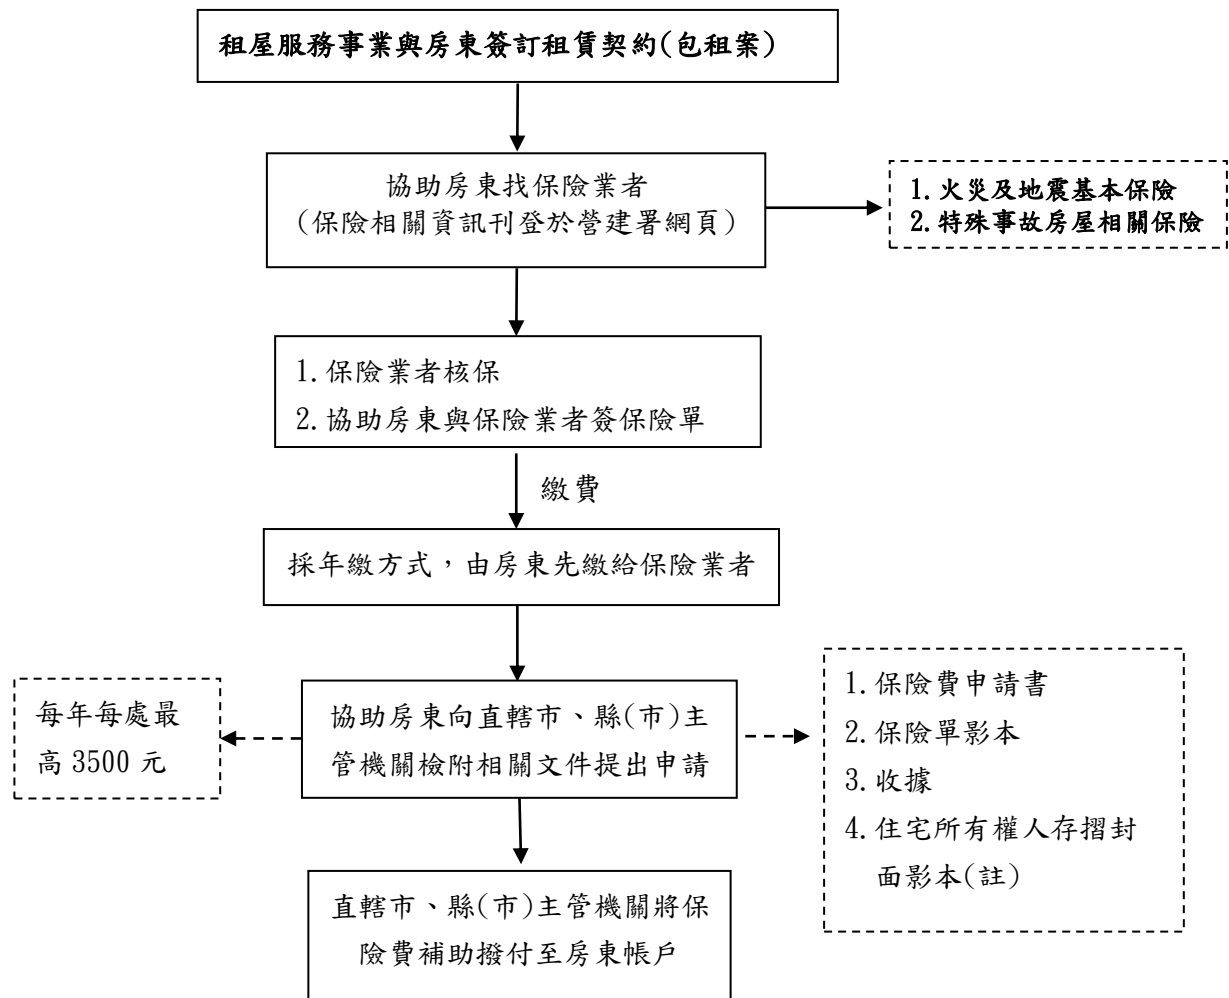 租屋服務事業與房東簽訂租賃契約(包租案)
協助房東找保險業者
(保險相關資訊刊登於營建署網頁)
1.火災及地震基本保險
2.特殊事故房屋相關保險
1.保險業者核保
2.協助房東與保險業者簽保險單
繳費
採年繳方式，由房東先繳給保險業者
每年每處最
高 3500 元
協助房東向直轄市、縣(市)主
管機關檢附相關文件提出申請
1.保險費申請書
2.保險單影本
3.收據
4.住宅所有權人存摺封
面影本(註)
直轄市、縣(市)主管機關將保
險費補助撥付至房東帳戶